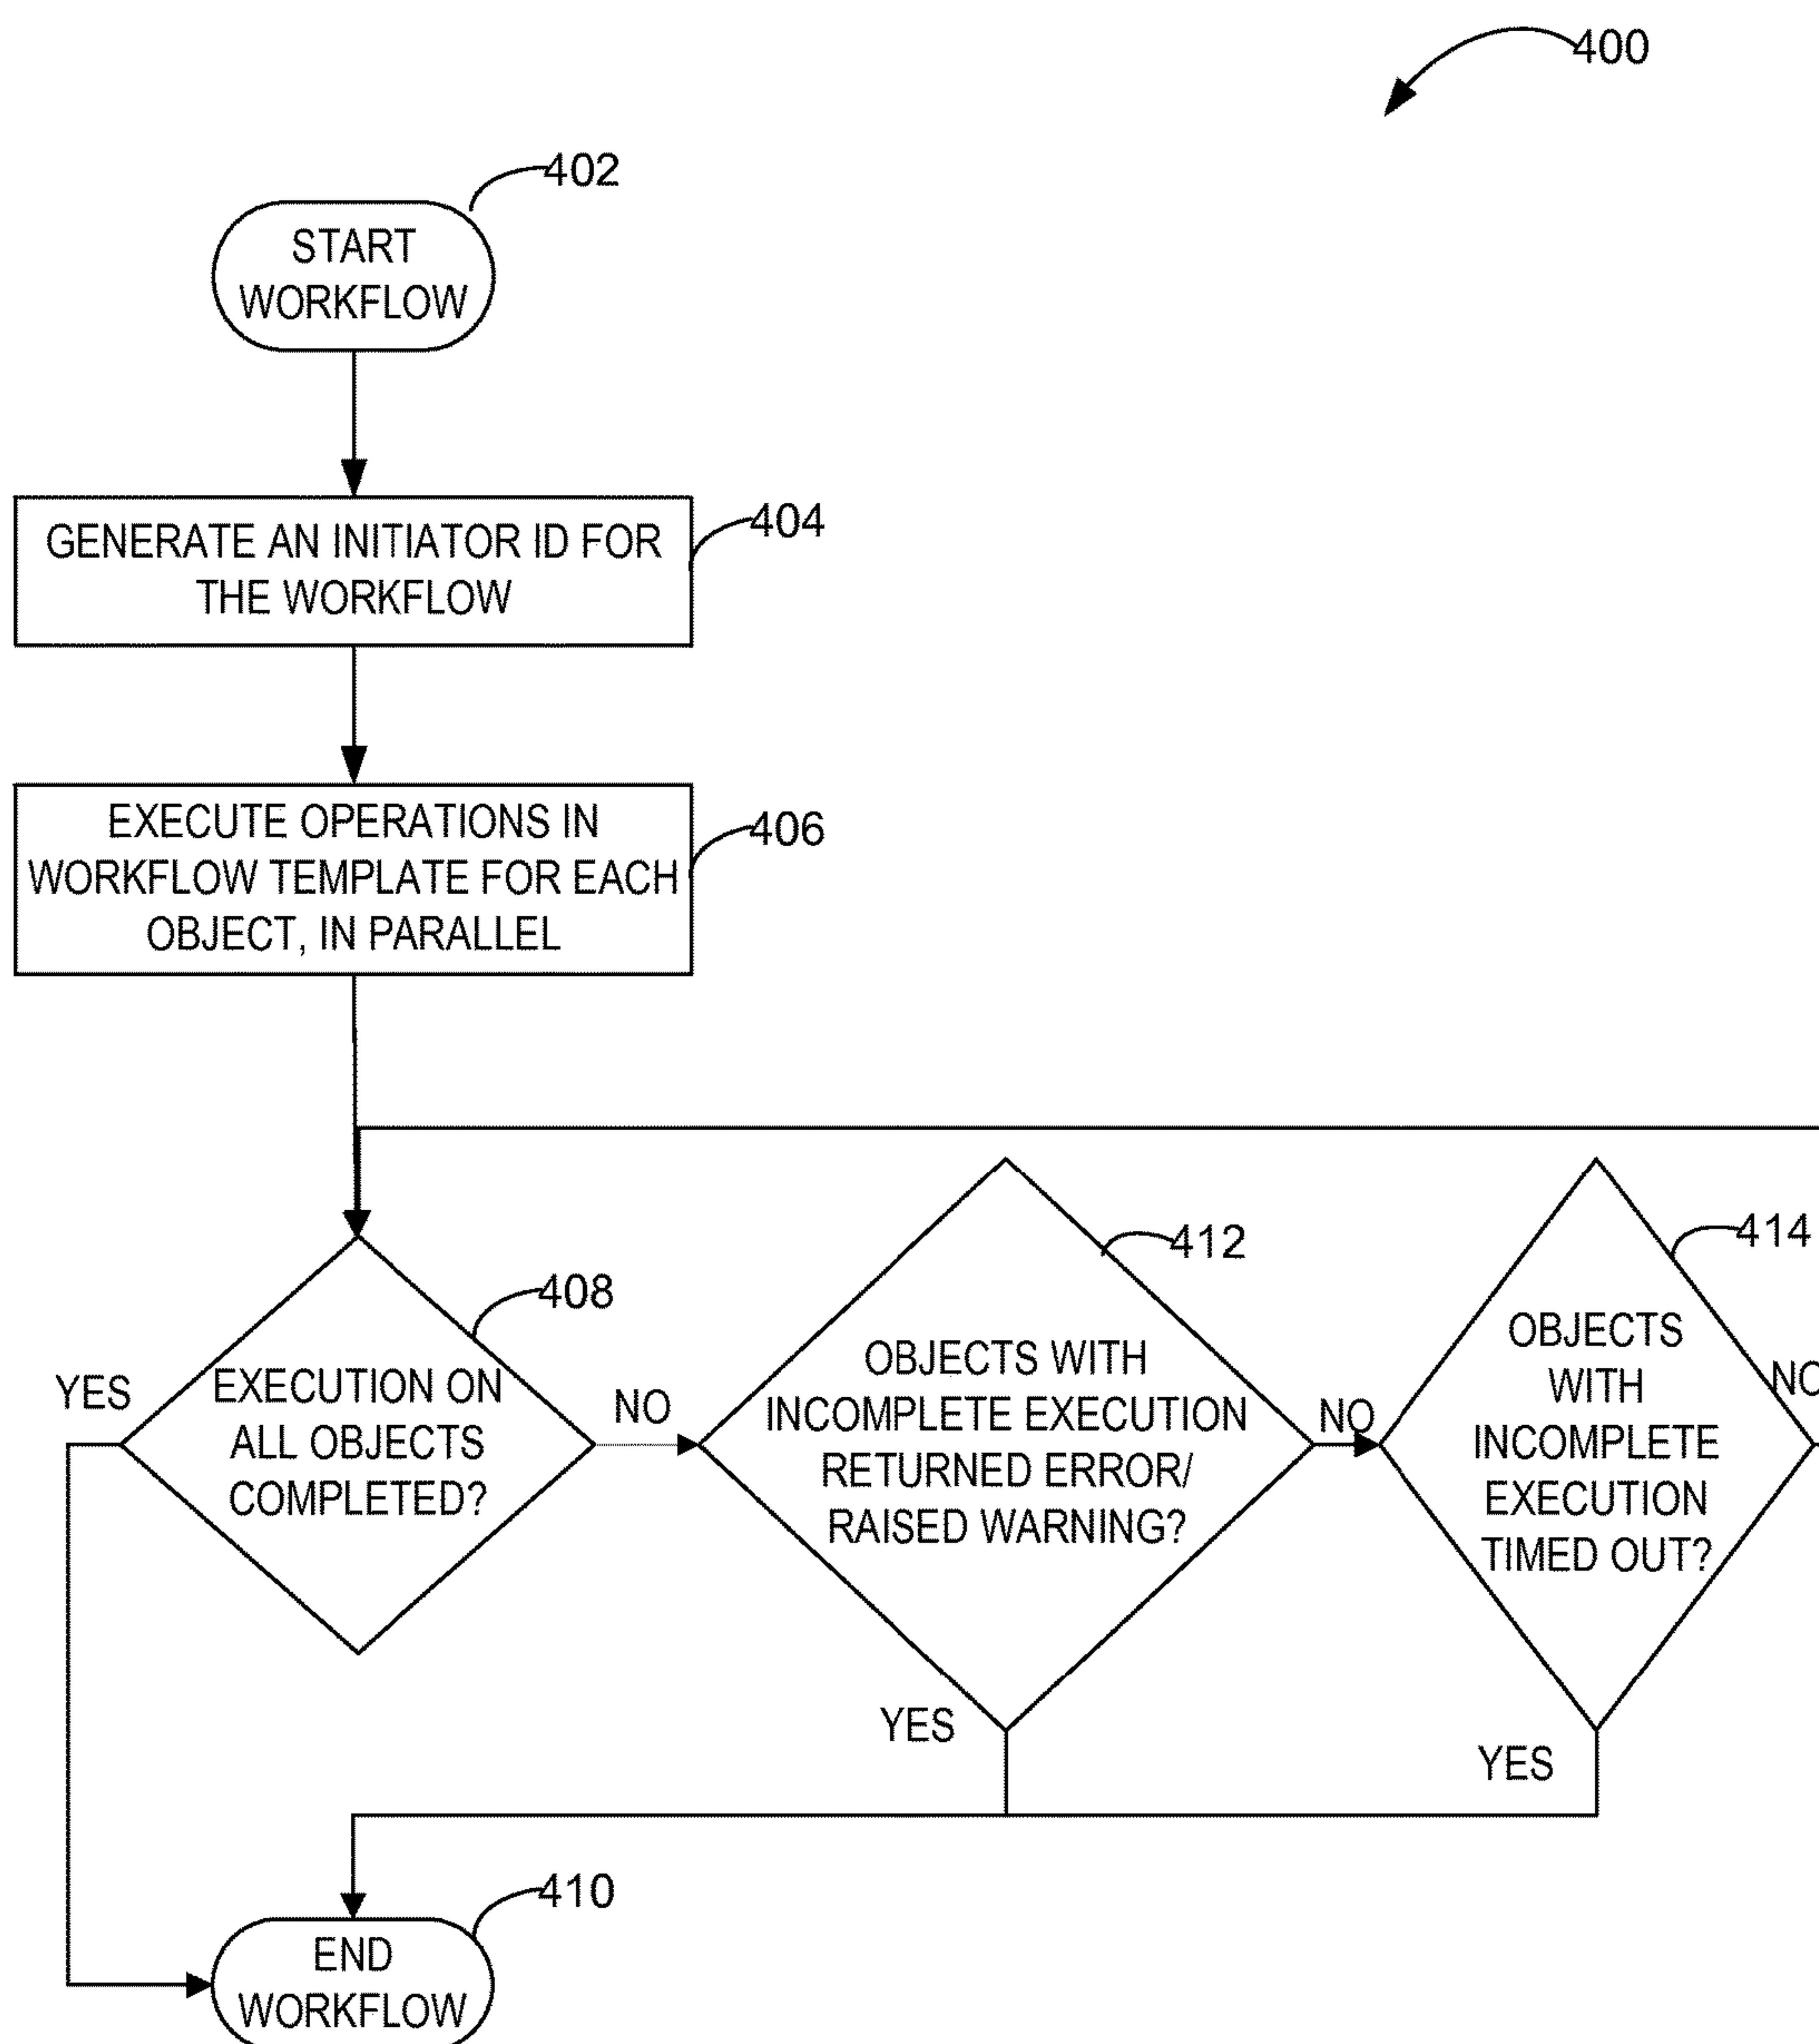 400
402
START
WORKFLOW
404
GENERATE AN INITIATOR ID FOR
THE WORKFLOW
406
EXECUTE OPERATIONS IN
WORKFLOW TEMPLATE FOR EACH
OBJECT, IN PARALLEL
408
YES
EXECUTION ON
ALL OBJECTS
COMPLETED?
NO
412
OBJECTS WITH
INCOMPLETE EXECUTION
RETURNED ERROR/
RAISED WARNING?
NO
YES
414
OBJECTS
WITH
INCOMPLETE
EXECUTION
TIMED OUT?
NO
YES
410
END
WORKFLOW